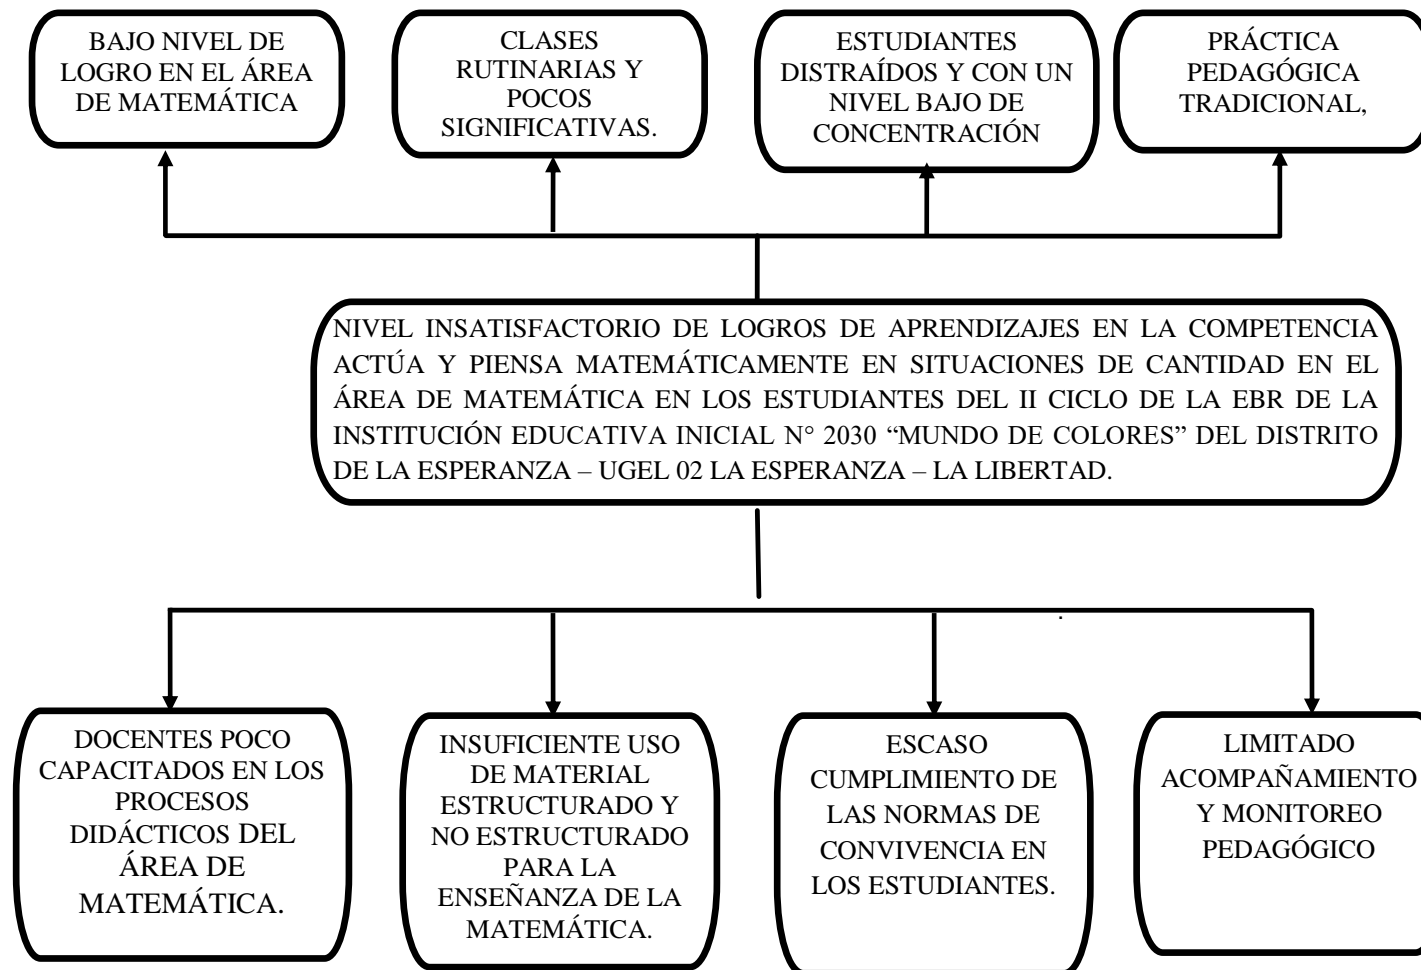 BAJO NIVEL DE
LOGRO EN EL ÁREA
DE MATEMÁTICA
CLASES
RUTINARIAS Y
POCOS
SIGNIFICATIVAS.
ESTUDIANTES
DISTRAÍDOS Y CON UN
NIVEL BAJO DE
CONCENTRACIÓN
PRÁCTICA
PEDAGÓGICA
TRADICIONAL,
NIVEL INSATISFACTORIO DE LOGROS DE APRENDIZAJES EN LA COMPETENCIA
ACTÚA Y PIENSA MATEMÁTICAMENTE EN SITUACIONES DE CANTIDAD EN EL
ÁREA DE MATEMÁTICA EN LOS ESTUDIANTES DEL II CICLO DE LA EBR DE LA
INSTITUCIÓN EDUCATIVA INICIAL N° 2030 “MUNDO DE COLORES” DEL DISTRITO
DE LA ESPERANZA – UGEL 02 LA ESPERANZA – LA LIBERTAD.
.
DOCENTES POCO
CAPACITADOS EN LOS
PROCESOS
DIDÁCTICOS DEL
ÁREA DE
MATEMÁTICA.
INSUFICIENTE USO
DE MATERIAL
ESTRUCTURADO Y
NO ESTRUCTURADO
PARA LA
ENSEÑANZA DE LA
MATEMÁTICA.
ESCASO
CUMPLIMIENTO DE
LAS NORMAS DE
CONVIVENCIA EN
LOS ESTUDIANTES.
LIMITADO
ACOMPAÑAMIENTO
Y MONITOREO
PEDAGÓGICO